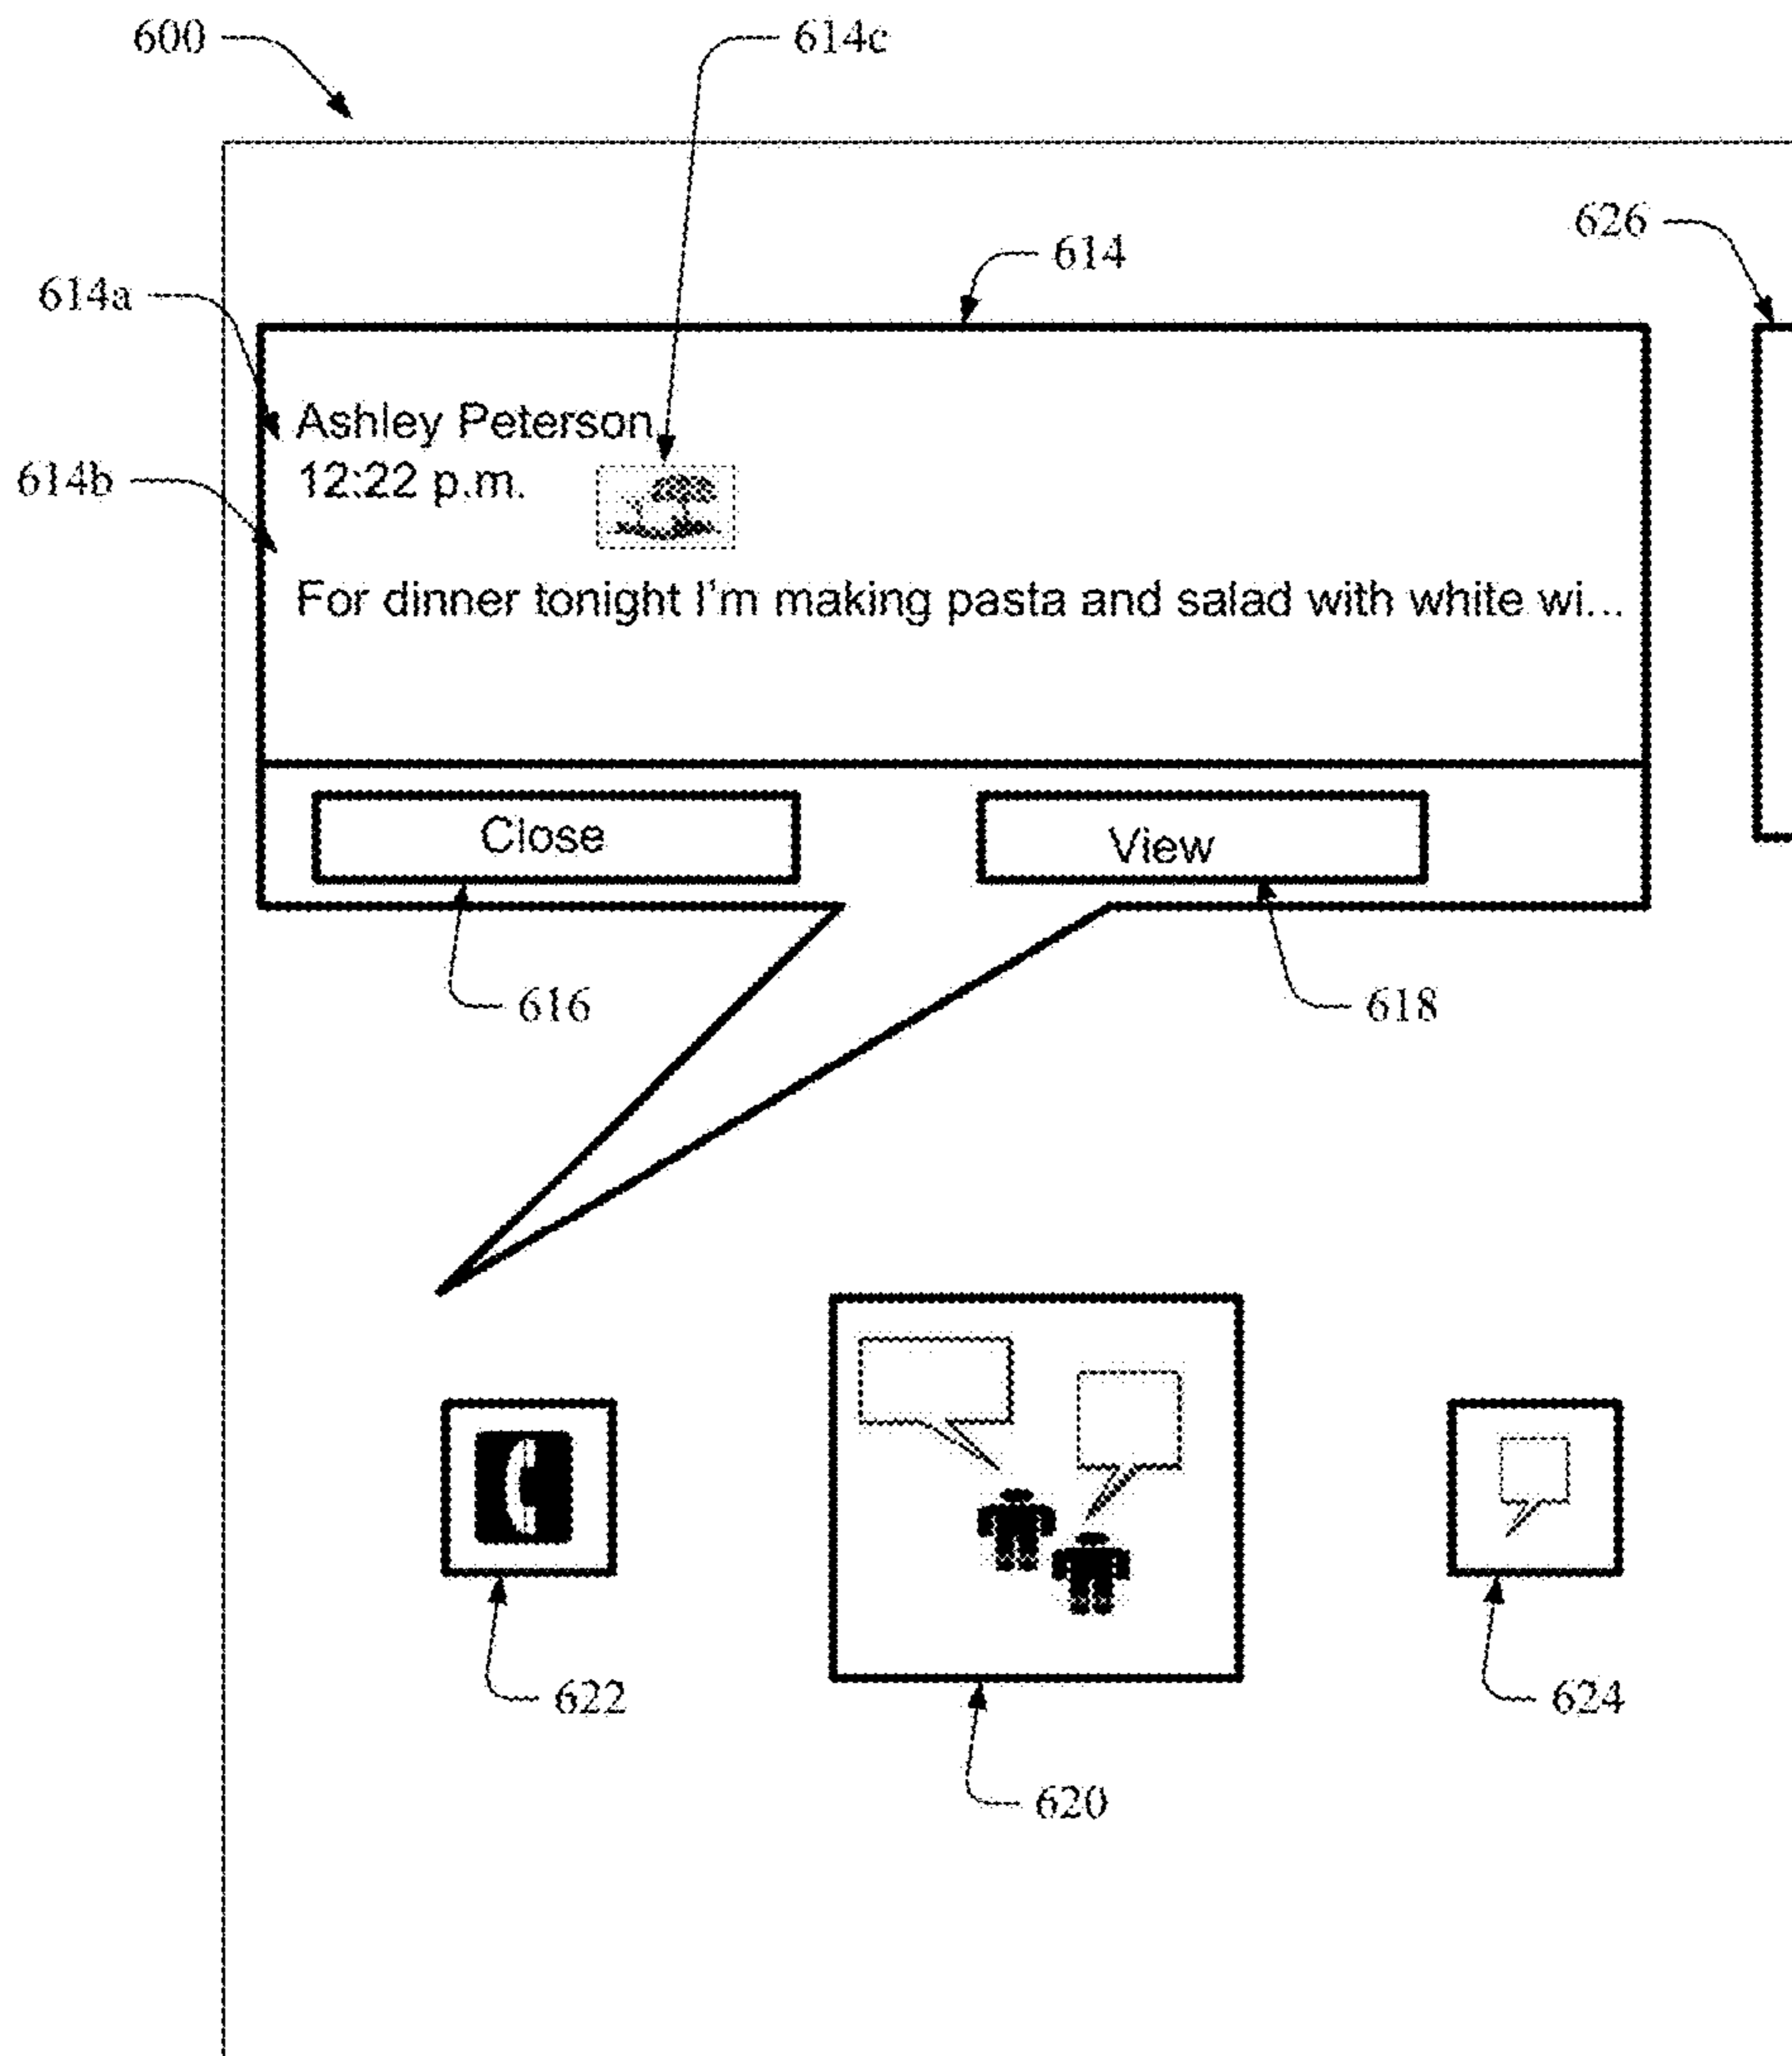 600
614c
626
614
614a
Ashley Peterson
614b
12:22 p.m.
For dinner tonight I'm making pasta and salad with white wi...
Close
View
616
618
622
624
620